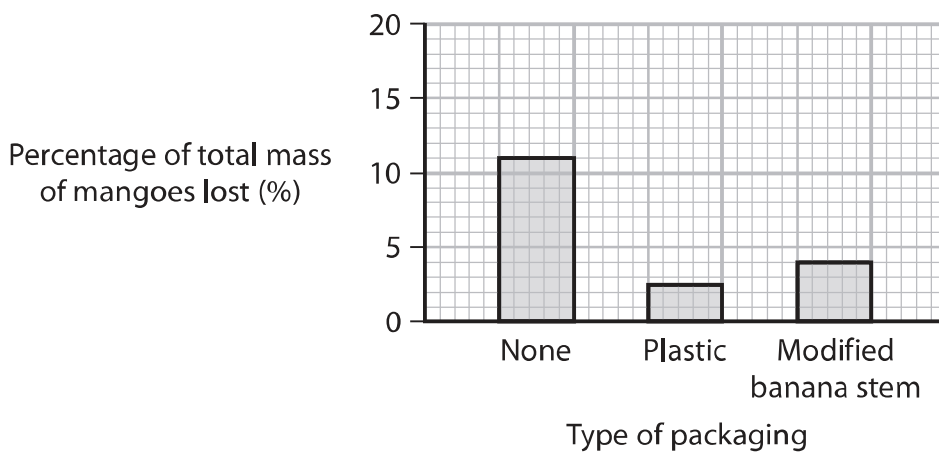 20
15
10
5
0
Percentage of total mass
of mangoes lost (%)
None
Plastic
Modified
banana stem
Type of packaging